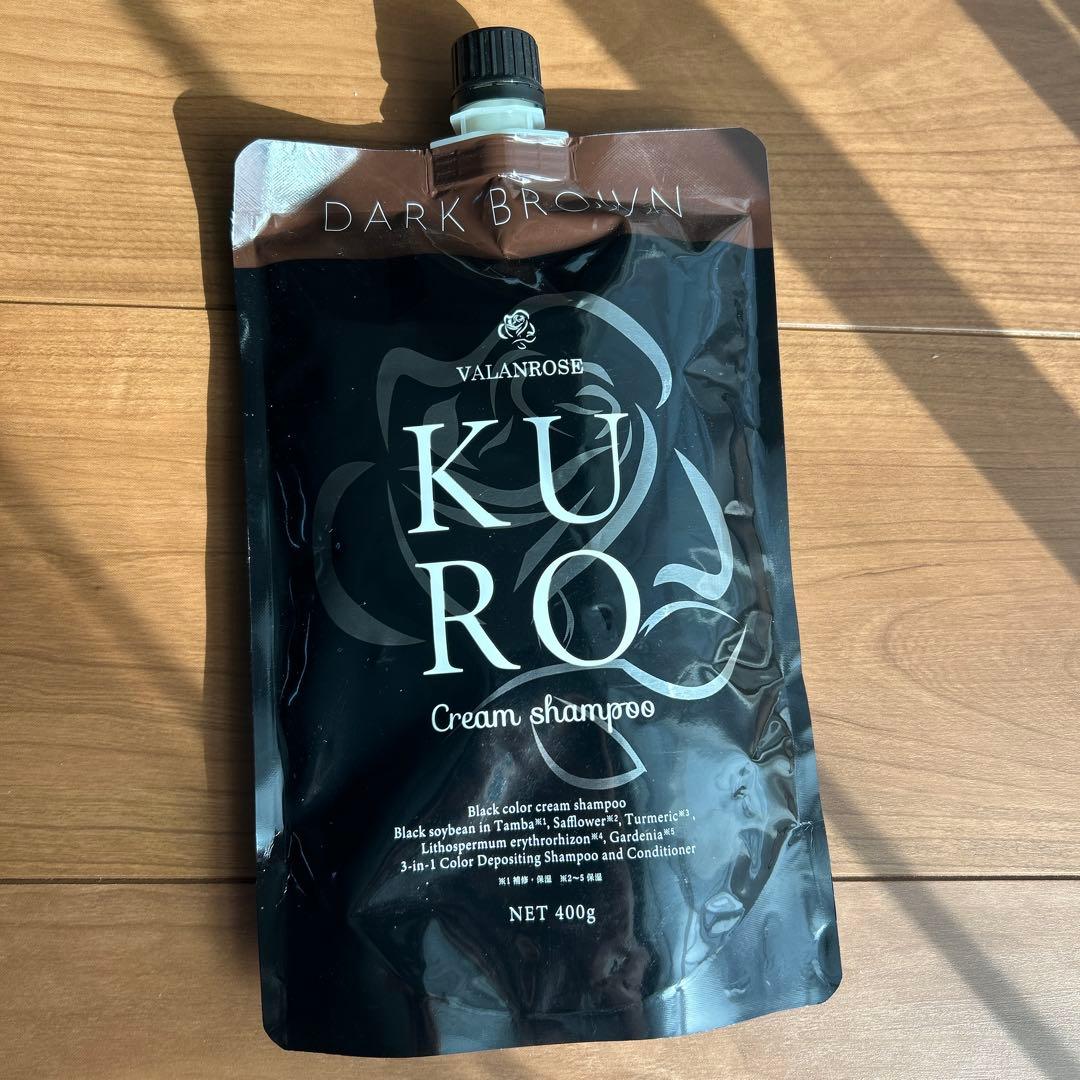 DARK BROWN
VALANROSE
KU
RO
Cream shampoo
Black color cream shampoo
Black soybean in Tamba※1, Safflower※2, Turmeric※3,
Lithospermum erythrorhizon※4, Gardenia※5
3-in-1 Color Depositing Shampoo and Conditioner
※1 補修・保湿 ※2～5 保湿
NET 400g